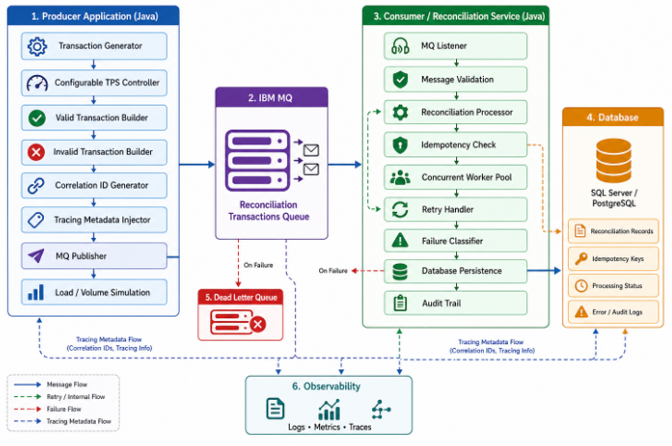 1. Producer Application (Java)
Transaction Generator
Configurable TPS Controller
Valid Transaction Builder
Invalid Transaction Builder
Correlation ID Generator
Tracing Metadata Injector
MQ Publisher
Load / Volume Simulation
2. IBM MQ
Reconciliation
Transactions Queue
On Failure
5. Dead Letter Queue
3. Consumer / Reconciliation Service (Java)
MQ Listener
Message Validation
Reconciliation Processor
Idempotency Check
Concurrent Worker Pool
Retry Handler
Failure Classifier
On Failure
Database Persistence
Audit Trail
4. Database
SQL Server /
PostgreSQL
Reconciliation Records
Idempotency Keys
Processing Status
Error / Audit Logs
Tracing Metadata Flow
(Correlation IDs, Tracing Info)
Tracing Metadata Flow
(Correlation IDs, Tracing Info)
Message Flow
Retry / Internal Flow
Failure Flow
Tracing Metadata Flow
6. Observability
Logs • Metrics • Traces